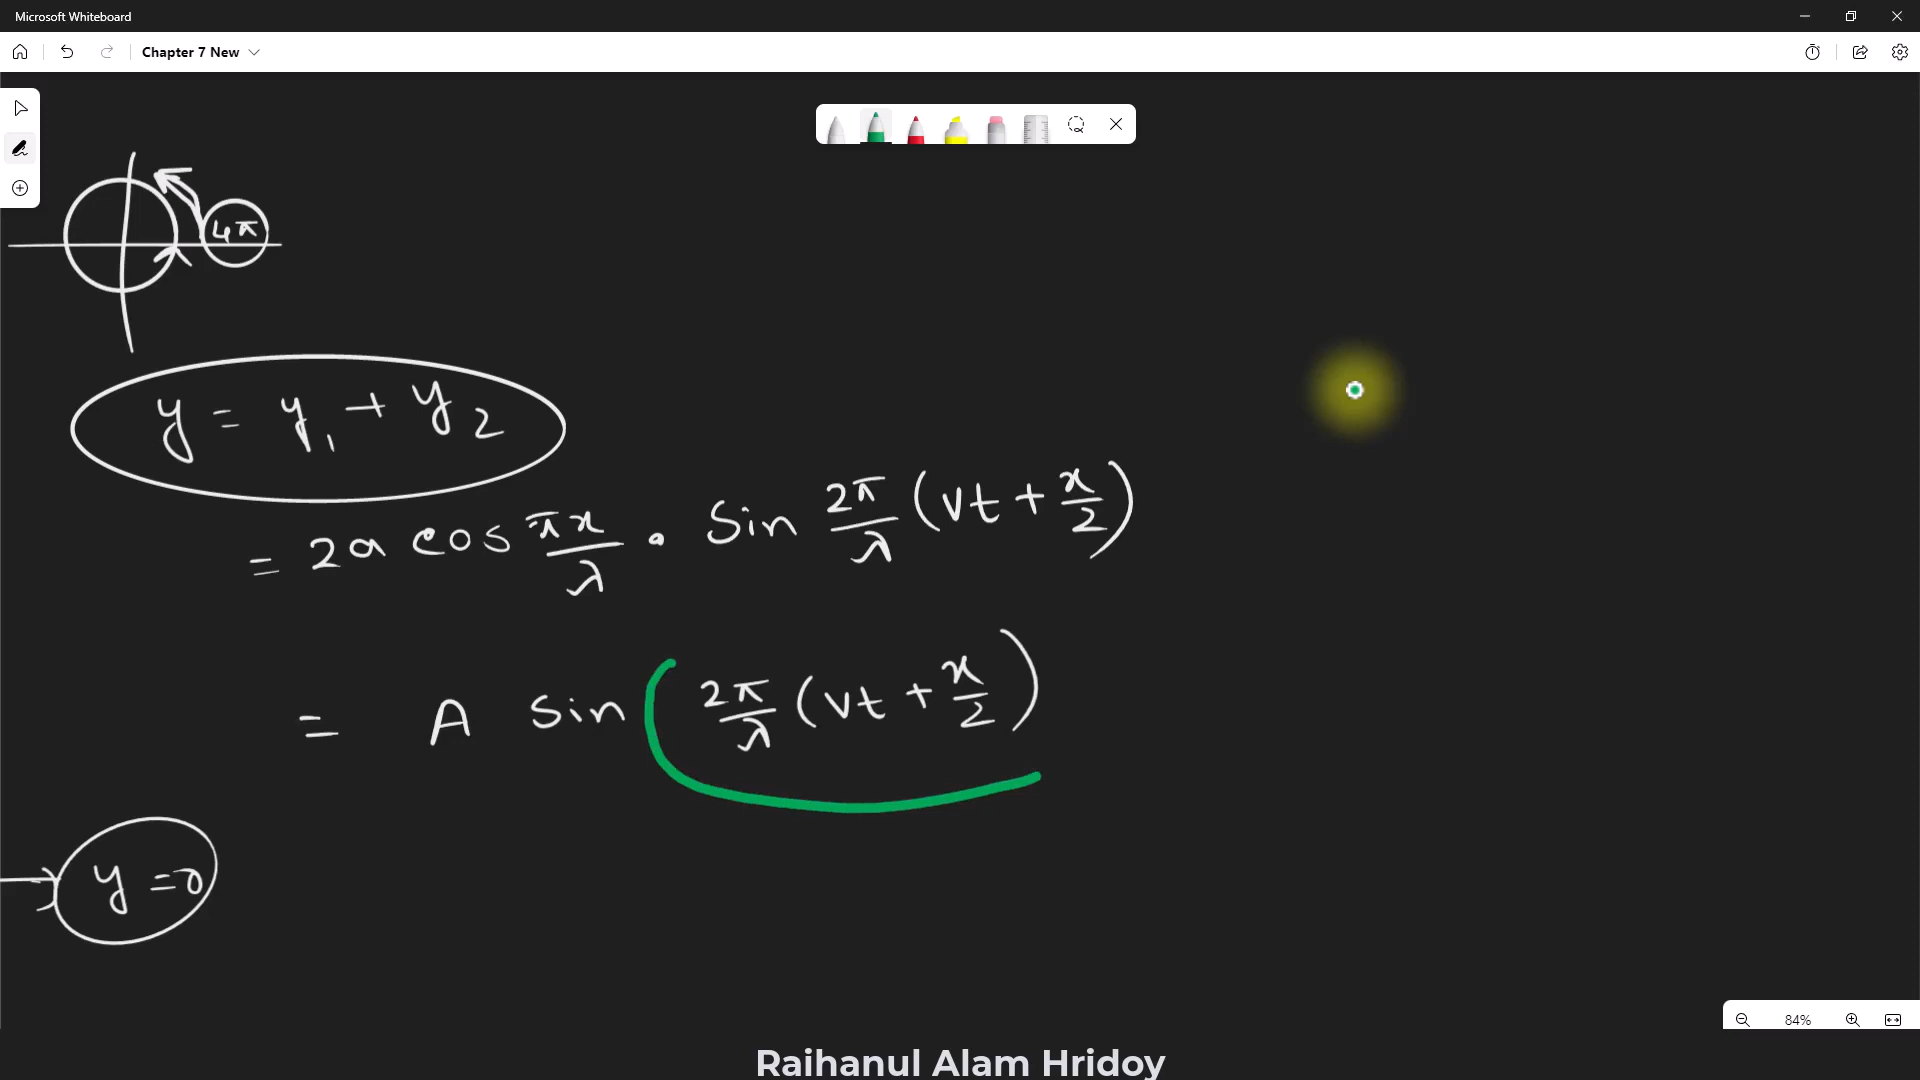 Microsoft Whiteboard
Chapter 7 New
4π
y = y₁ + y₂
= 2a cos πx/λ . Sin 2π/λ (vt + x/2)
= A Sin (2π/λ (vt + x/2)
y = 0
84%
Raihanul Alam Hridoy